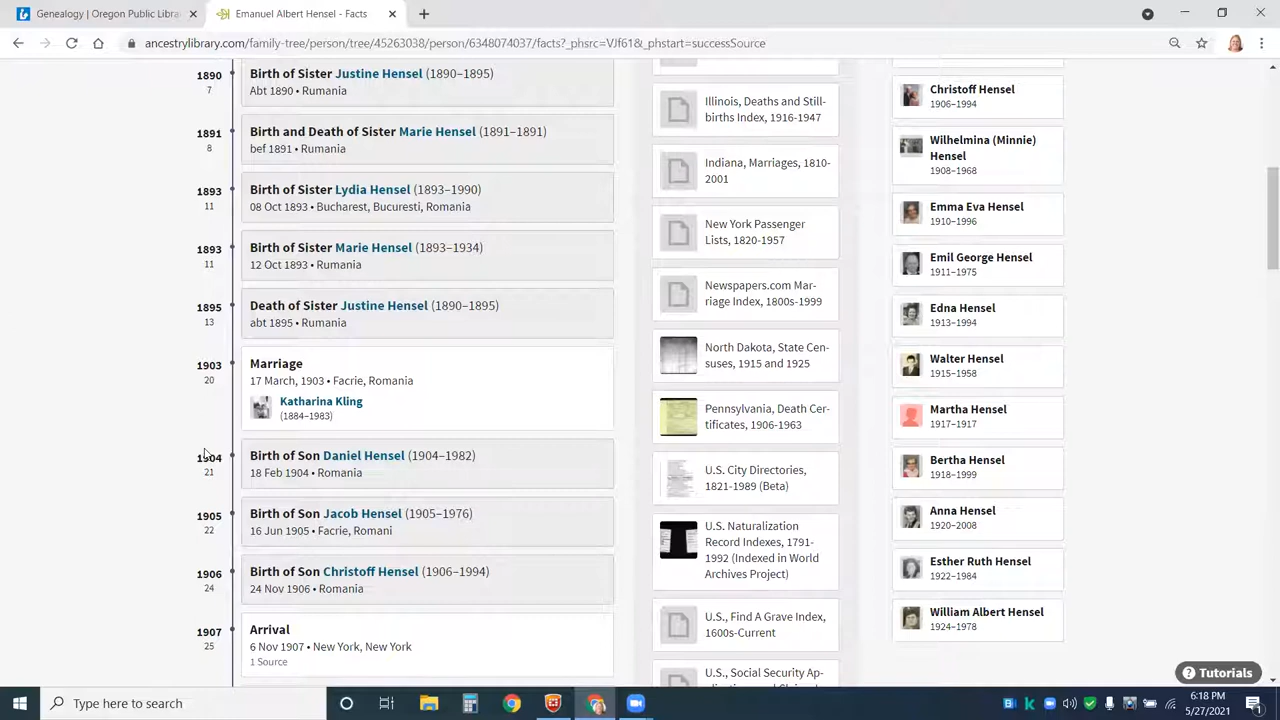 Genealogy | Oregon Public Libra
Emanuel Albert Hensel - Facts
ancestrylibrary.com/family-tree/person/tree/45263038/person/6348074037/facts?_phsrc=VJf61&_phstart=successSource
1890
7
Birth of Sister Justine Hensel (1890–1895)
Abt 1890 • Rumania
1891
8
Birth and Death of Sister Marie Hensel (1891–1891)
bef 1891 • Rumania
1893
11
Birth of Sister Lydia Hensel (1893–1990)
08 Oct 1893 • Bucharest, Bucuresti, Romania
1893
11
Birth of Sister Marie Hensel (1893–1934)
12 Oct 1893 • Rumania
1895
13
Death of Sister Justine Hensel (1890–1895)
abt 1895 • Rumania
1903
20
Marriage
17 March, 1903 • Facrie, Romania
Katharina Kling
(1884–1983)
1904
21
Birth of Son Daniel Hensel (1904–1982)
18 Feb 1904 • Romania
1905
22
Birth of Son Jacob Hensel (1905–1976)
16 Jun 1905 • Facrie, Romani
1906
24
Birth of Son Christoff Hensel (1906–1994)
24 Nov 1906 • Romania
1907
25
Arrival
6 Nov 1907 • New York, New York
1 Source
Illinois, Deaths and Still-
births Index, 1916-1947
Indiana, Marriages, 1810-
2001
New York Passenger
Lists, 1820-1957
Newspapers.com Mar-
riage Index, 1800s-1999
North Dakota, State Cen-
suses, 1915 and 1925
Pennsylvania, Death Cer-
tificates, 1906-1963
U.S. City Directories,
1821-1989 (Beta)
U.S. Naturalization
Record Indexes, 1791-
1992 (Indexed in World
Archives Project)
U.S., Find A Grave Index,
1600s-Current
U.S., Social Security Ap-
Christoff Hensel
1906–1994
Wilhelmina (Minnie)
Hensel
1908–1968
Emma Eva Hensel
1910–1996
Emil George Hensel
1911–1975
Edna Hensel
1913–1994
Walter Hensel
1915–1958
Martha Hensel
1917–1917
Bertha Hensel
1918–1999
Anna Hensel
1920–2008
Esther Ruth Hensel
1922–1984
William Albert Hensel
1924–1978
Tutorials
Type here to search
6:18 PM
5/27/2021